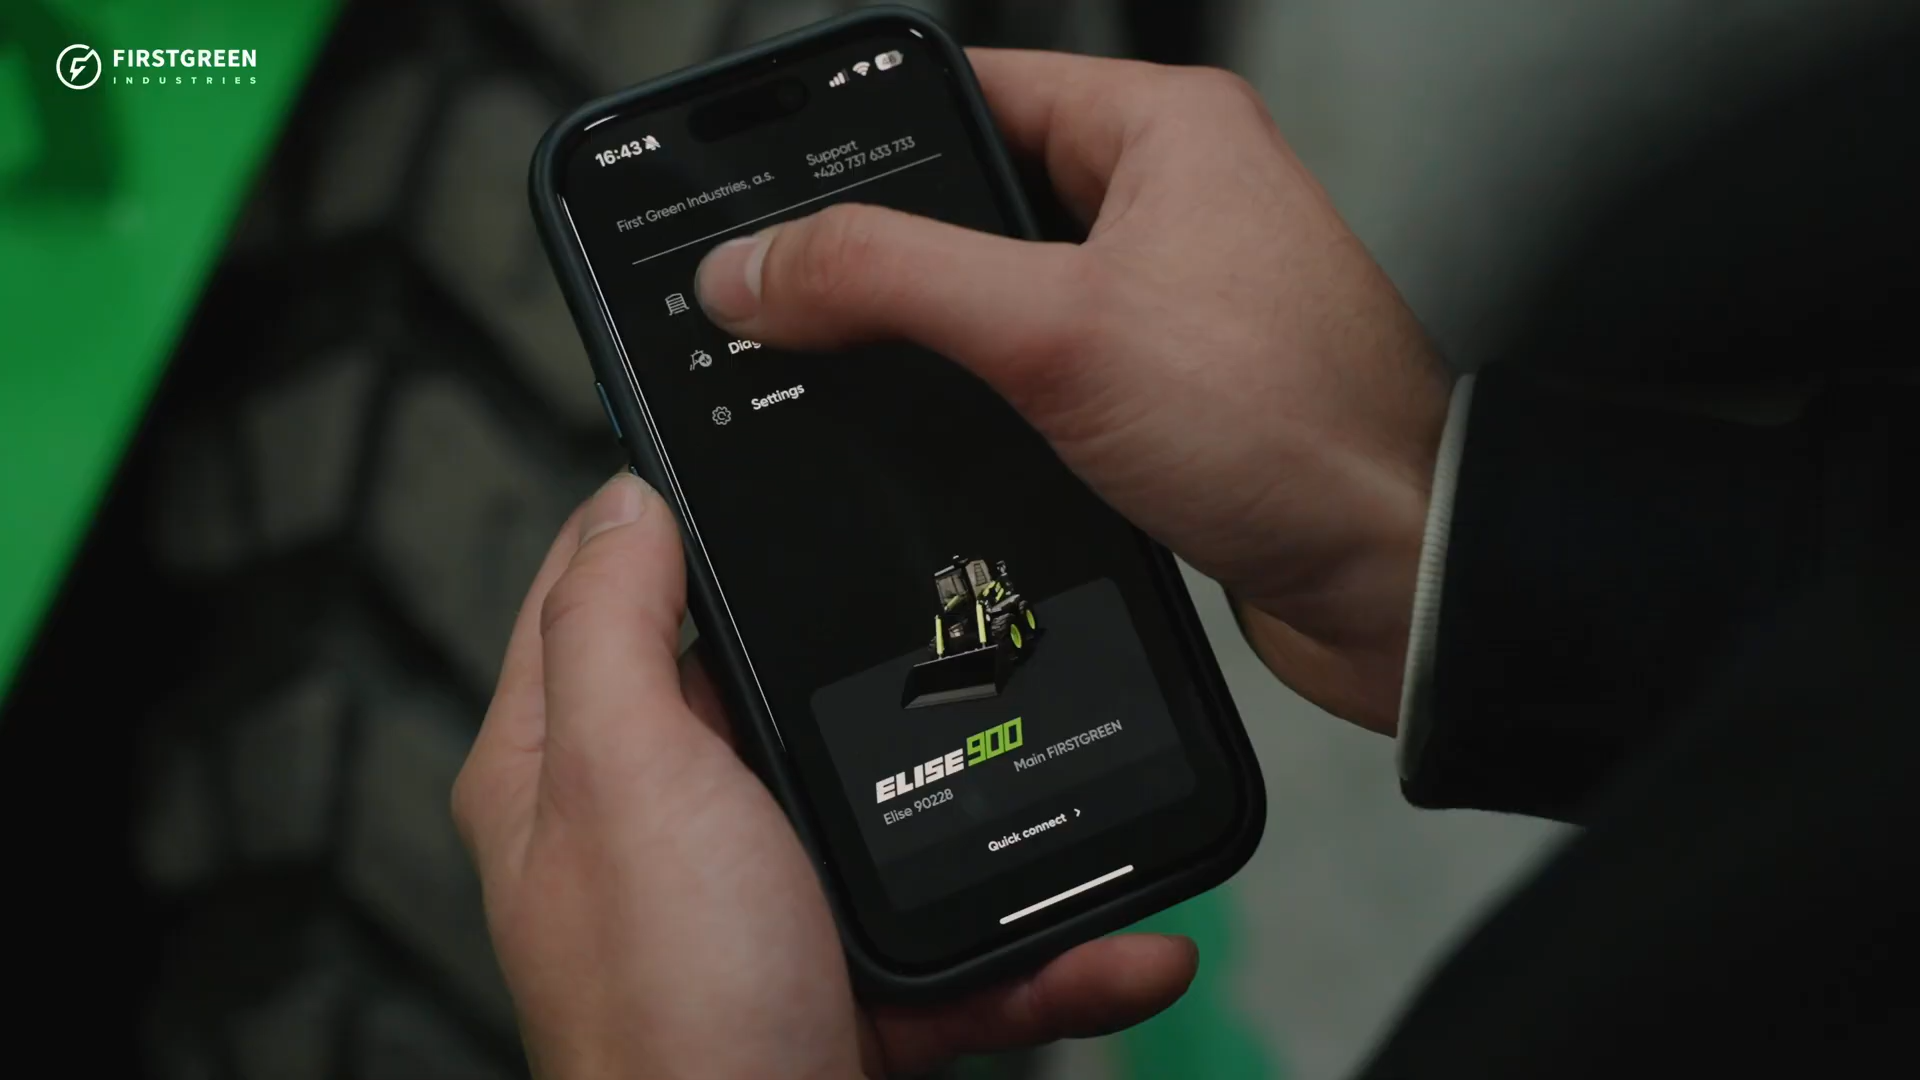 FIRSTGREEN
INDUSTRIES
16:43
First Green Industries, a.s.
Support
+420 737 633 733
Settings
ELISE900
Elise 90228
Main FIRSTGREEN
Quick connect